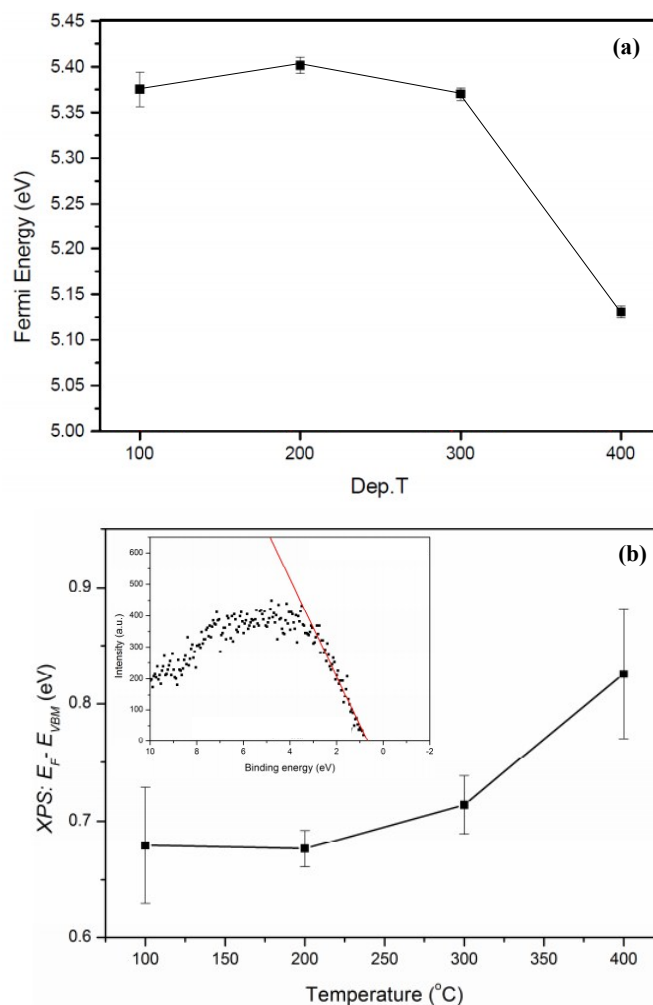 (a)
Fermi Energy (eV)
5.45
5.40
5.35
5.30
5.25
5.20
5.15
5.10
5.05
5.00
100 200 300 400
Dep.T
(b)
XPS: E_F - E_VBM (eV)
0.9
0.8
0.7
0.6
Intensity (a.u.)
600
500
400
300
200
100
0
10 8 6 4 2 0 -2
Binding energy (eV)
100 150 200 250 300 350 400
Temperature (°C)